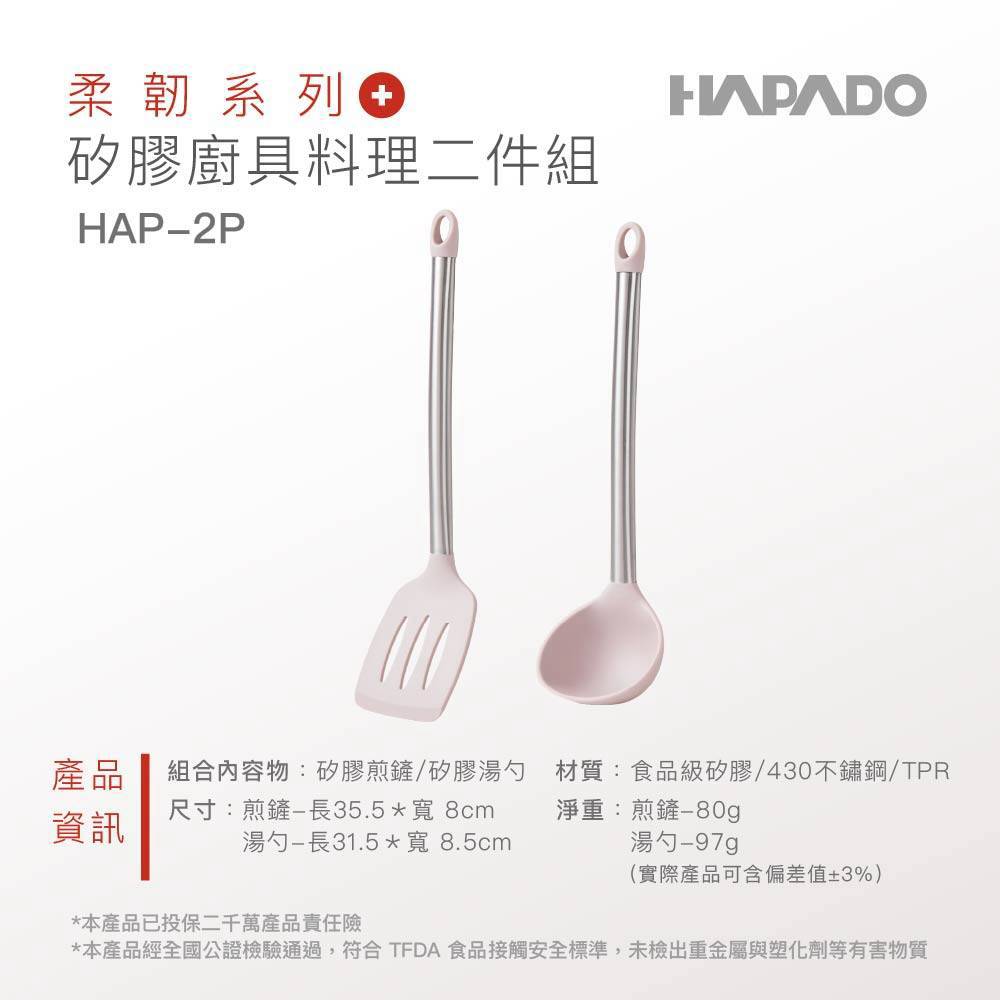 柔韌系列
HAPADO
矽膠廚具料理二件組
HAP-2P
產品資訊
組合內容物：矽膠煎鏟/矽膠湯勺
尺寸：煎鏟-長35.5＊寬 8cm
湯勺-長31.5＊寬 8.5cm
材質：食品級矽膠/430不鏽鋼/TPR
淨重：煎鏟-80g
湯勺-97g
(實際產品可含偏差值±3%)
*本產品已投保二千萬產品責任險
*本產品經全國公證檢驗通過，符合 TFDA 食品接觸安全標準，未檢出重金屬與塑化劑等有害物質